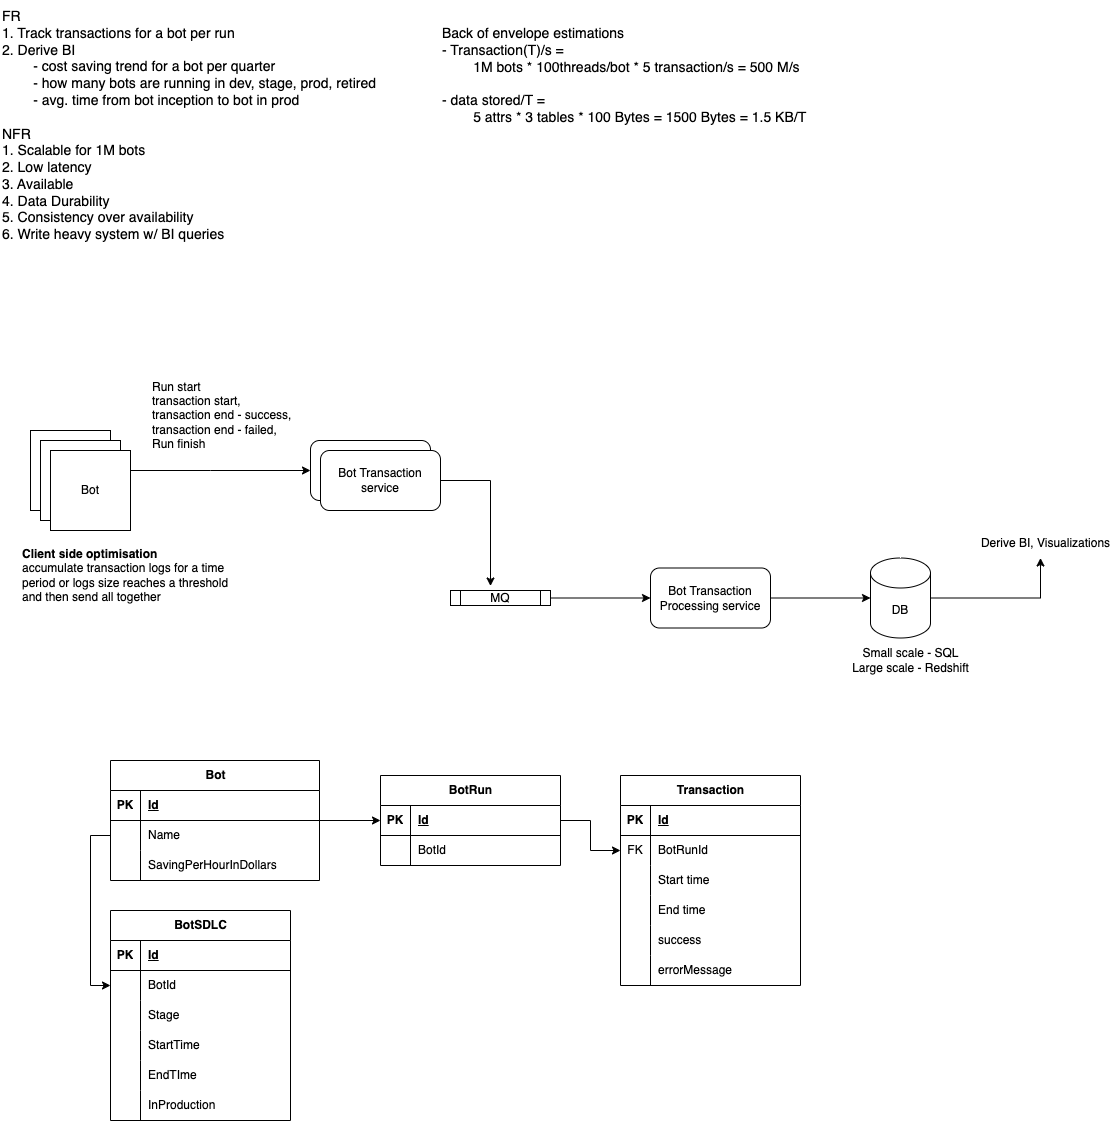 FR
1. Track transactions for a bot per run
2. Derive BI
- cost saving trend for a bot per quarter
- how many bots are running in dev, stage, prod, retired
- avg. time from bot inception to bot in prod
NFR
1. Scalable for 1M bots
2. Low latency
3. Available
4. Data Durability
5. Consistency over availability
6. Write heavy system w/ BI queries
Back of envelope estimations
- Transaction(T)/s =
1M bots * 100threads/bot * 5 transaction/s = 500 M/s
- data stored/T =
5 attrs * 3 tables * 100 Bytes = 1500 Bytes = 1.5 KB/T
Run start
transaction start,
transaction end - success,
transaction end - failed,
Run finish
Bot
Bot Transaction
service
Client side optimisation
accumulate transaction logs for a time
period or logs size reaches a threshold
and then send all together
MQ
Bot Transaction
Processing service
DB
Small scale - SQL
Large scale - Redshift
Derive BI, Visualizations
Bot
PK Id
Name
SavingPerHourInDollars
BotRun
PK Id
BotId
Transaction
PK Id
FK BotRunId
Start time
End time
success
errorMessage
BotSDLC
PK Id
BotId
Stage
StartTime
EndTIme
InProduction